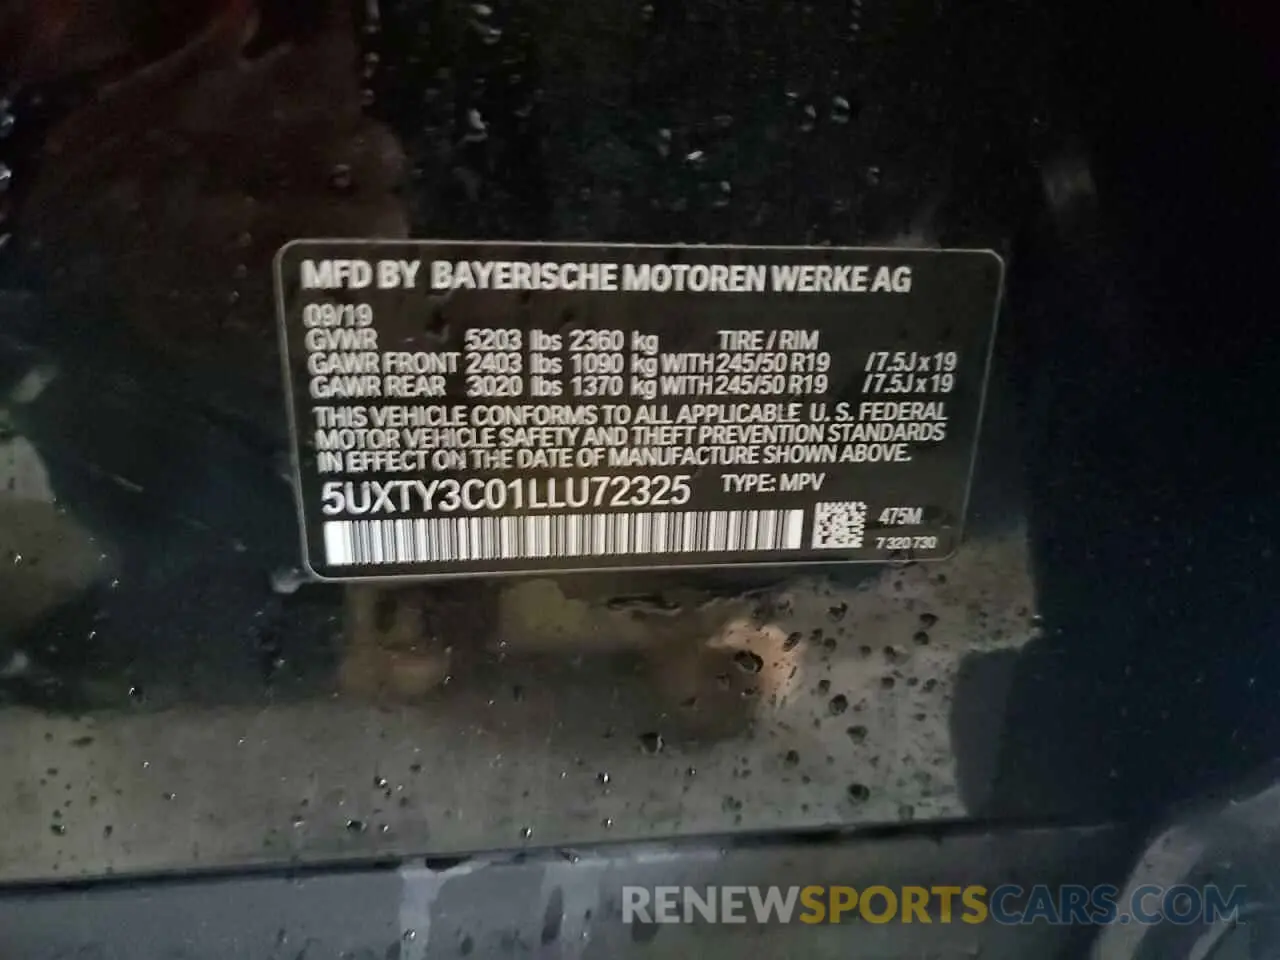 MFD BY BAYERISCHE MOTOREN WERKE AG
09/19
GVWR 5203 lbs 2360 kg TIRE / RIM
GAWR FRONT 2403 lbs 1090 kg WITH 245/50 R19 / 7.5J x 19
GAWR REAR 3020 lbs 1370 kg WITH 245/50 R19 / 7.5J x 19
THIS VEHICLE CONFORMS TO ALL APPLICABLE U. S. FEDERAL
MOTOR VEHICLE SAFETY AND THEFT PREVENTION STANDARDS
IN EFFECT ON THE DATE OF MANUFACTURE SHOWN ABOVE.
5UXTY3C01LLU72325 TYPE: MPV
475M
7 320 730
RENEWSPORTSCARS.COM